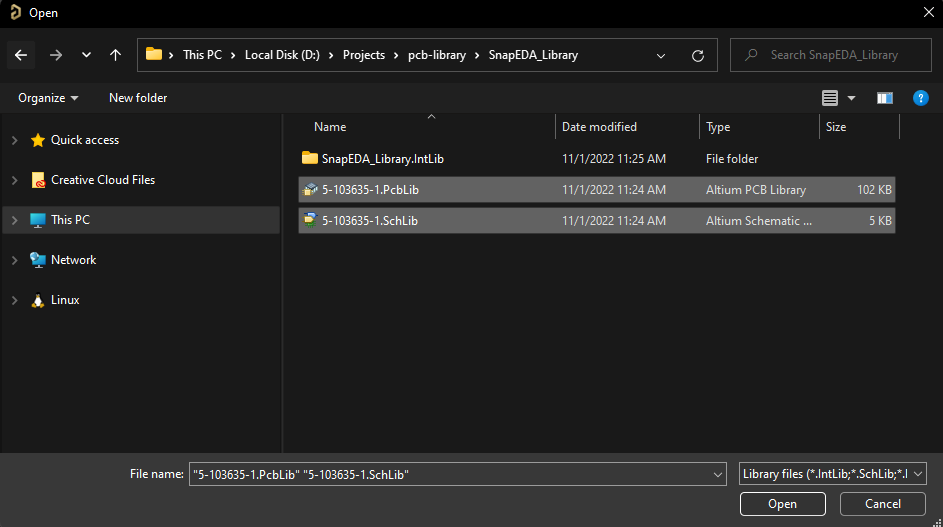 Open
This PC Local Disk (D:) Projects pcb-library SnapEDA_Library Search SnapEDA_Library
Organize New folder
Name Date modified Type Size
Quick access
Creative Cloud Files
This PC
Network
Linux
SnapEDA_Library.IntLib 11/1/2022 11:25 AM File folder
5-103635-1.PcbLib 11/1/2022 11:24 AM Altium PCB Library 102 KB
5-103635-1.SchLib 11/1/2022 11:24 AM Altium Schematic ... 5 KB
File name: "5-103635-1.PcbLib" "5-103635-1.SchLib" Library files (*.IntLib;*.SchLib;*.
Open Cancel